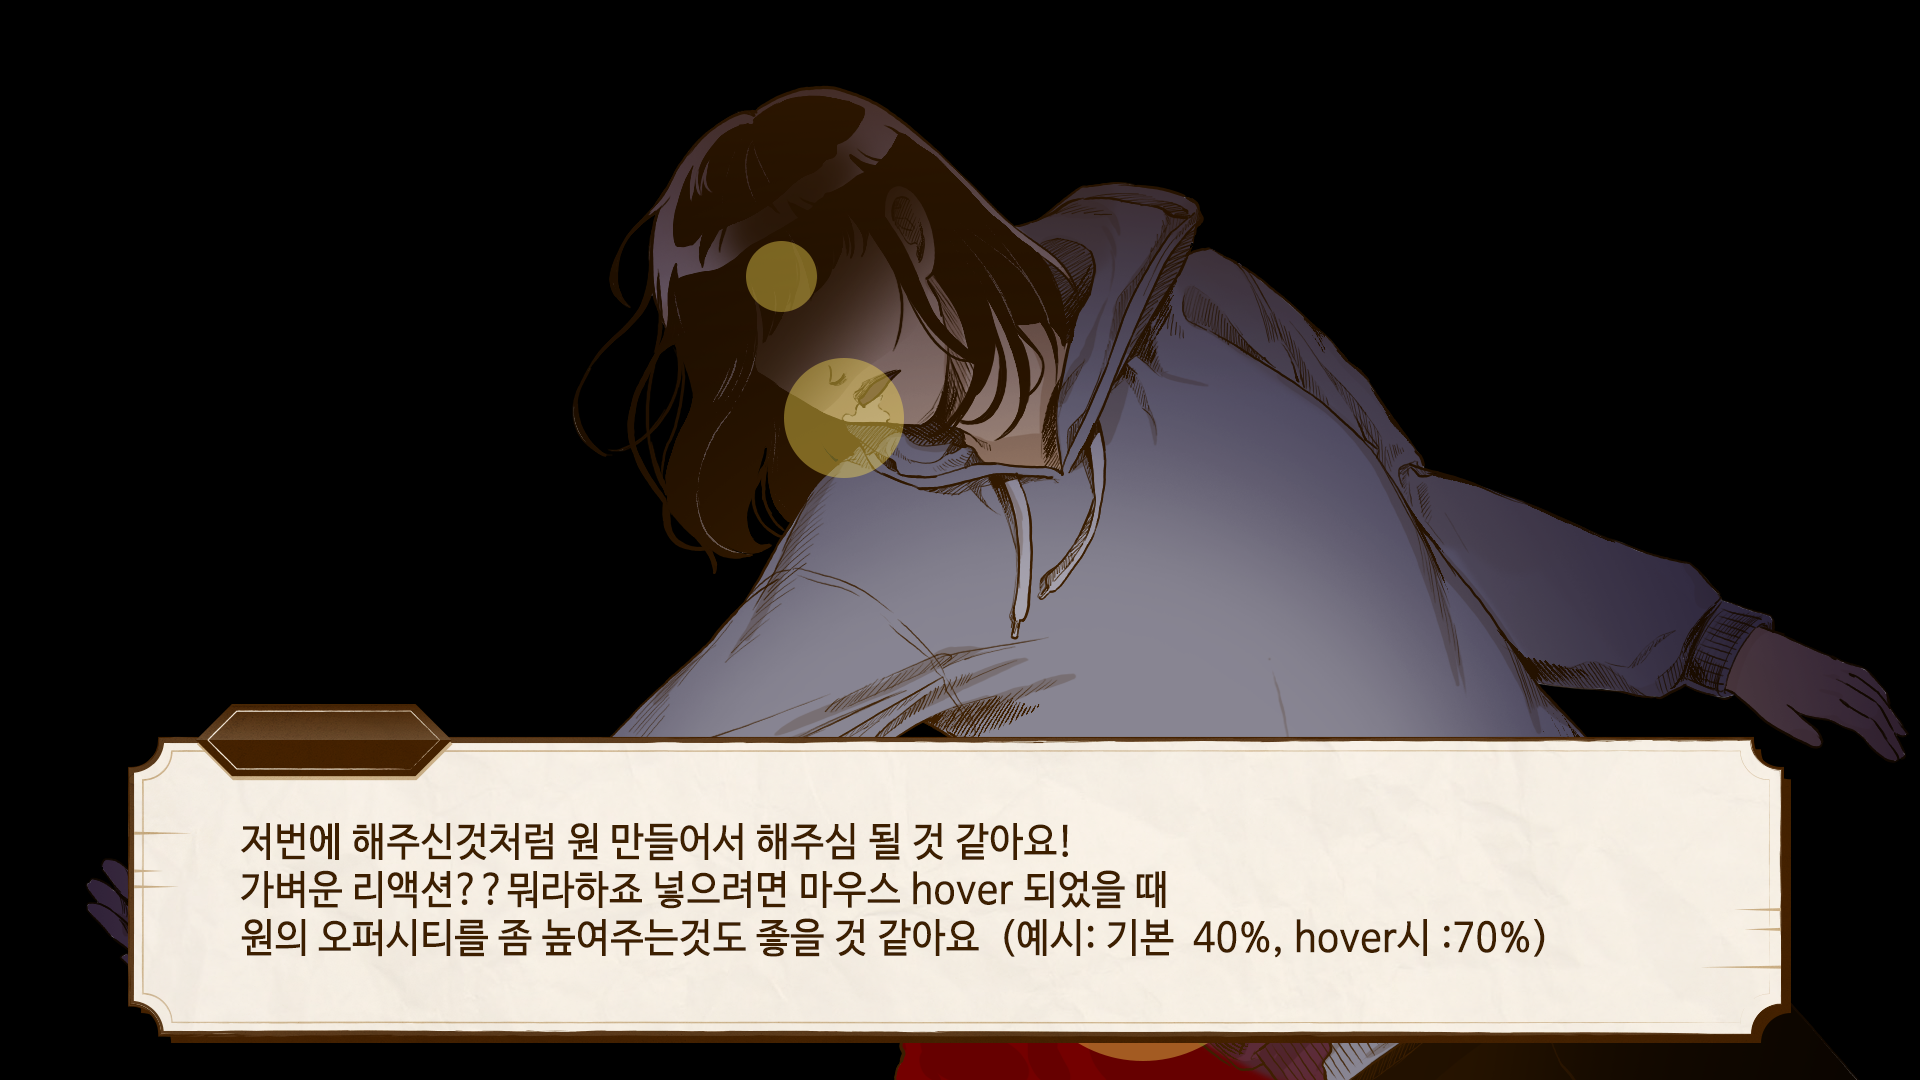 저번에 해주신것처럼 원 만들어서 해주심 될 것 같아요!
가벼운 리액션?? 뭐라하죠 넣으려면 마우스 hover 되었을 때
원의 오퍼시티를 좀 높여주는것도 좋을 것 같아요 (예시: 기본 40%, hover시 :70%)